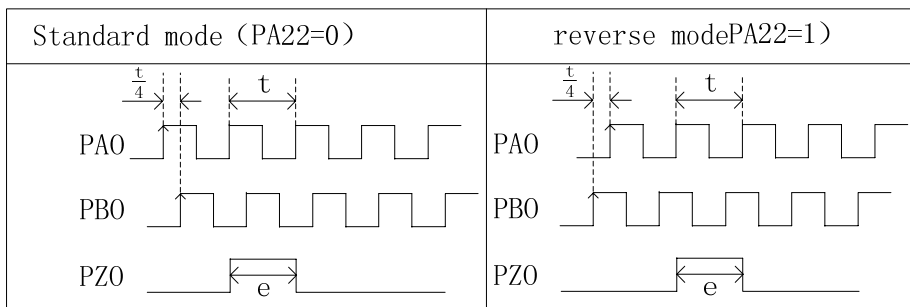 Standard mode (PA22=0)
t/4
t
PAO
PBO
PZO
e
reverse modePA22=1)
t/4
t
PAO
PBO
PZO
e